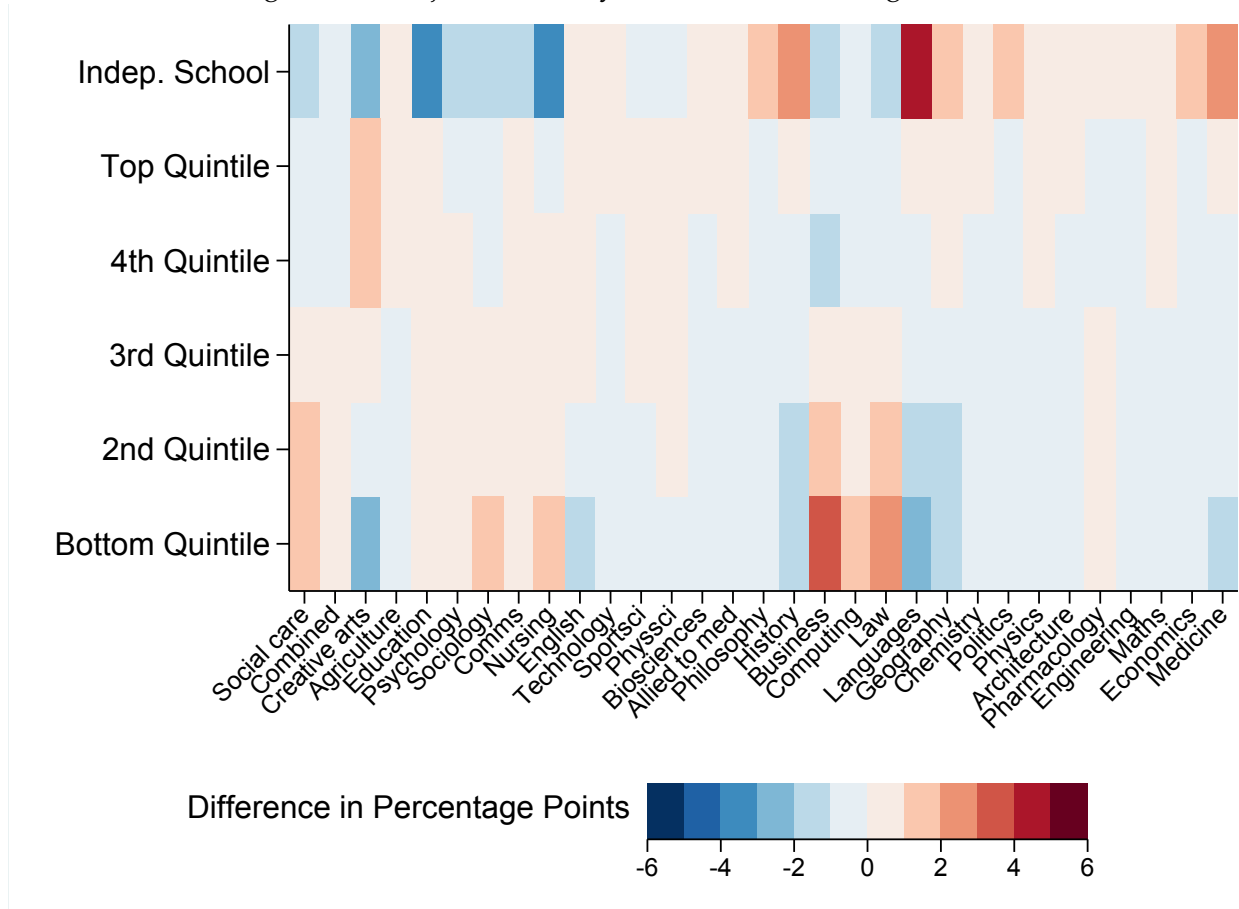 Indep. School
Top Quintile
4th Quintile
3rd Quintile
2nd Quintile
Bottom Quintile
Social care
Combined
Creative arts
Agriculture
Education
Psychology
Sociology
Comms
Nursing
English
Technology
Sportsci
Physsci
Biosciences
Allied to med
Philosophy
History
Business
Computing
Law
Languages
Geography
Chemistry
Politics
Physics
Architecture
Pharmacology
Engineering
Maths
Economics
Medicine
Difference in Percentage Points
-6 -4 -2 0 2 4 6